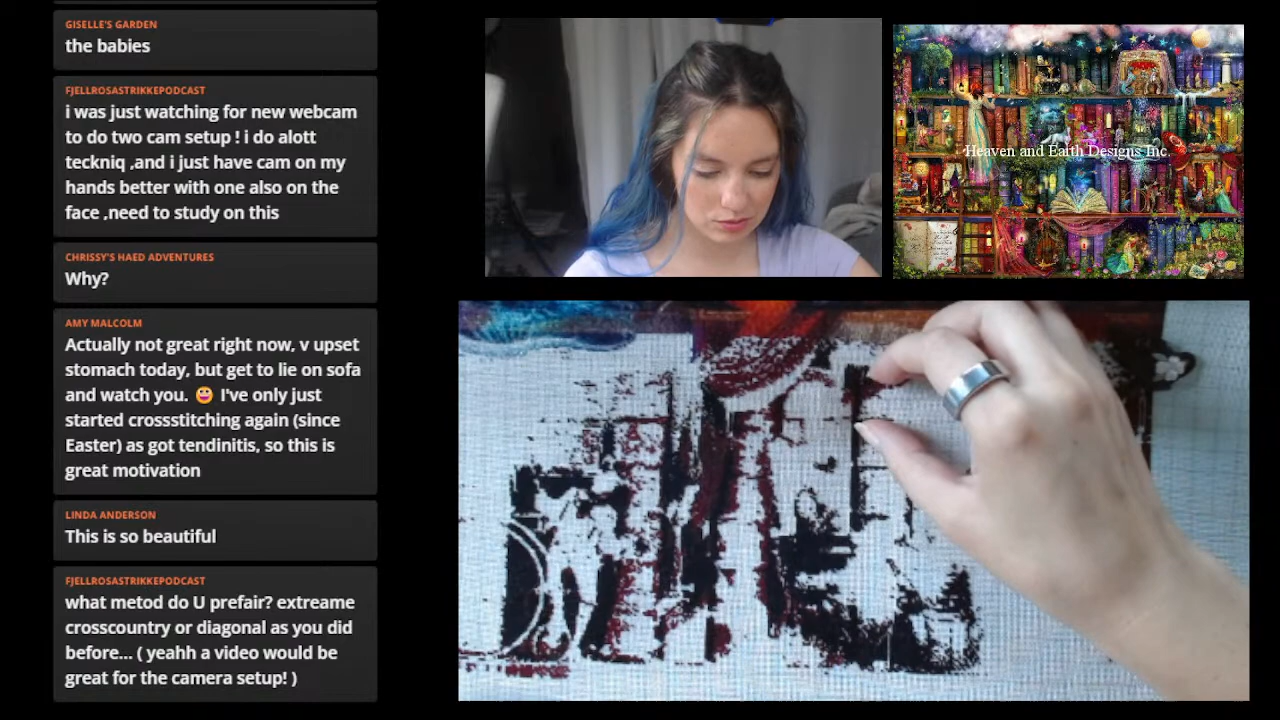 GISELLE'S GARDEN
the babies
FJELLROSASTRIKKEPODCAST
i was just watching for new webcam
to do two cam setup ! i do alott
teckniq ,and i just have cam on my
hands better with one also on the
face ,need to study on this
CHRISSY'S HAED ADVENTURES
Why?
AMY MALCOLM
Actually not great right now, v upset
stomach today, but get to lie on sofa
and watch you. 😀 I've only just
started crossstitching again (since
Easter) as got tendinitis, so this is
great motivation
LINDA ANDERSON
This is so beautiful
FJELLROSASTRIKKEPODCAST
what metod do U prefair? extreame
crosscountry or diagonal as you did
before... ( yeahh a video would be
great for the camera setup! )
Heaven and Earth Designs Inc